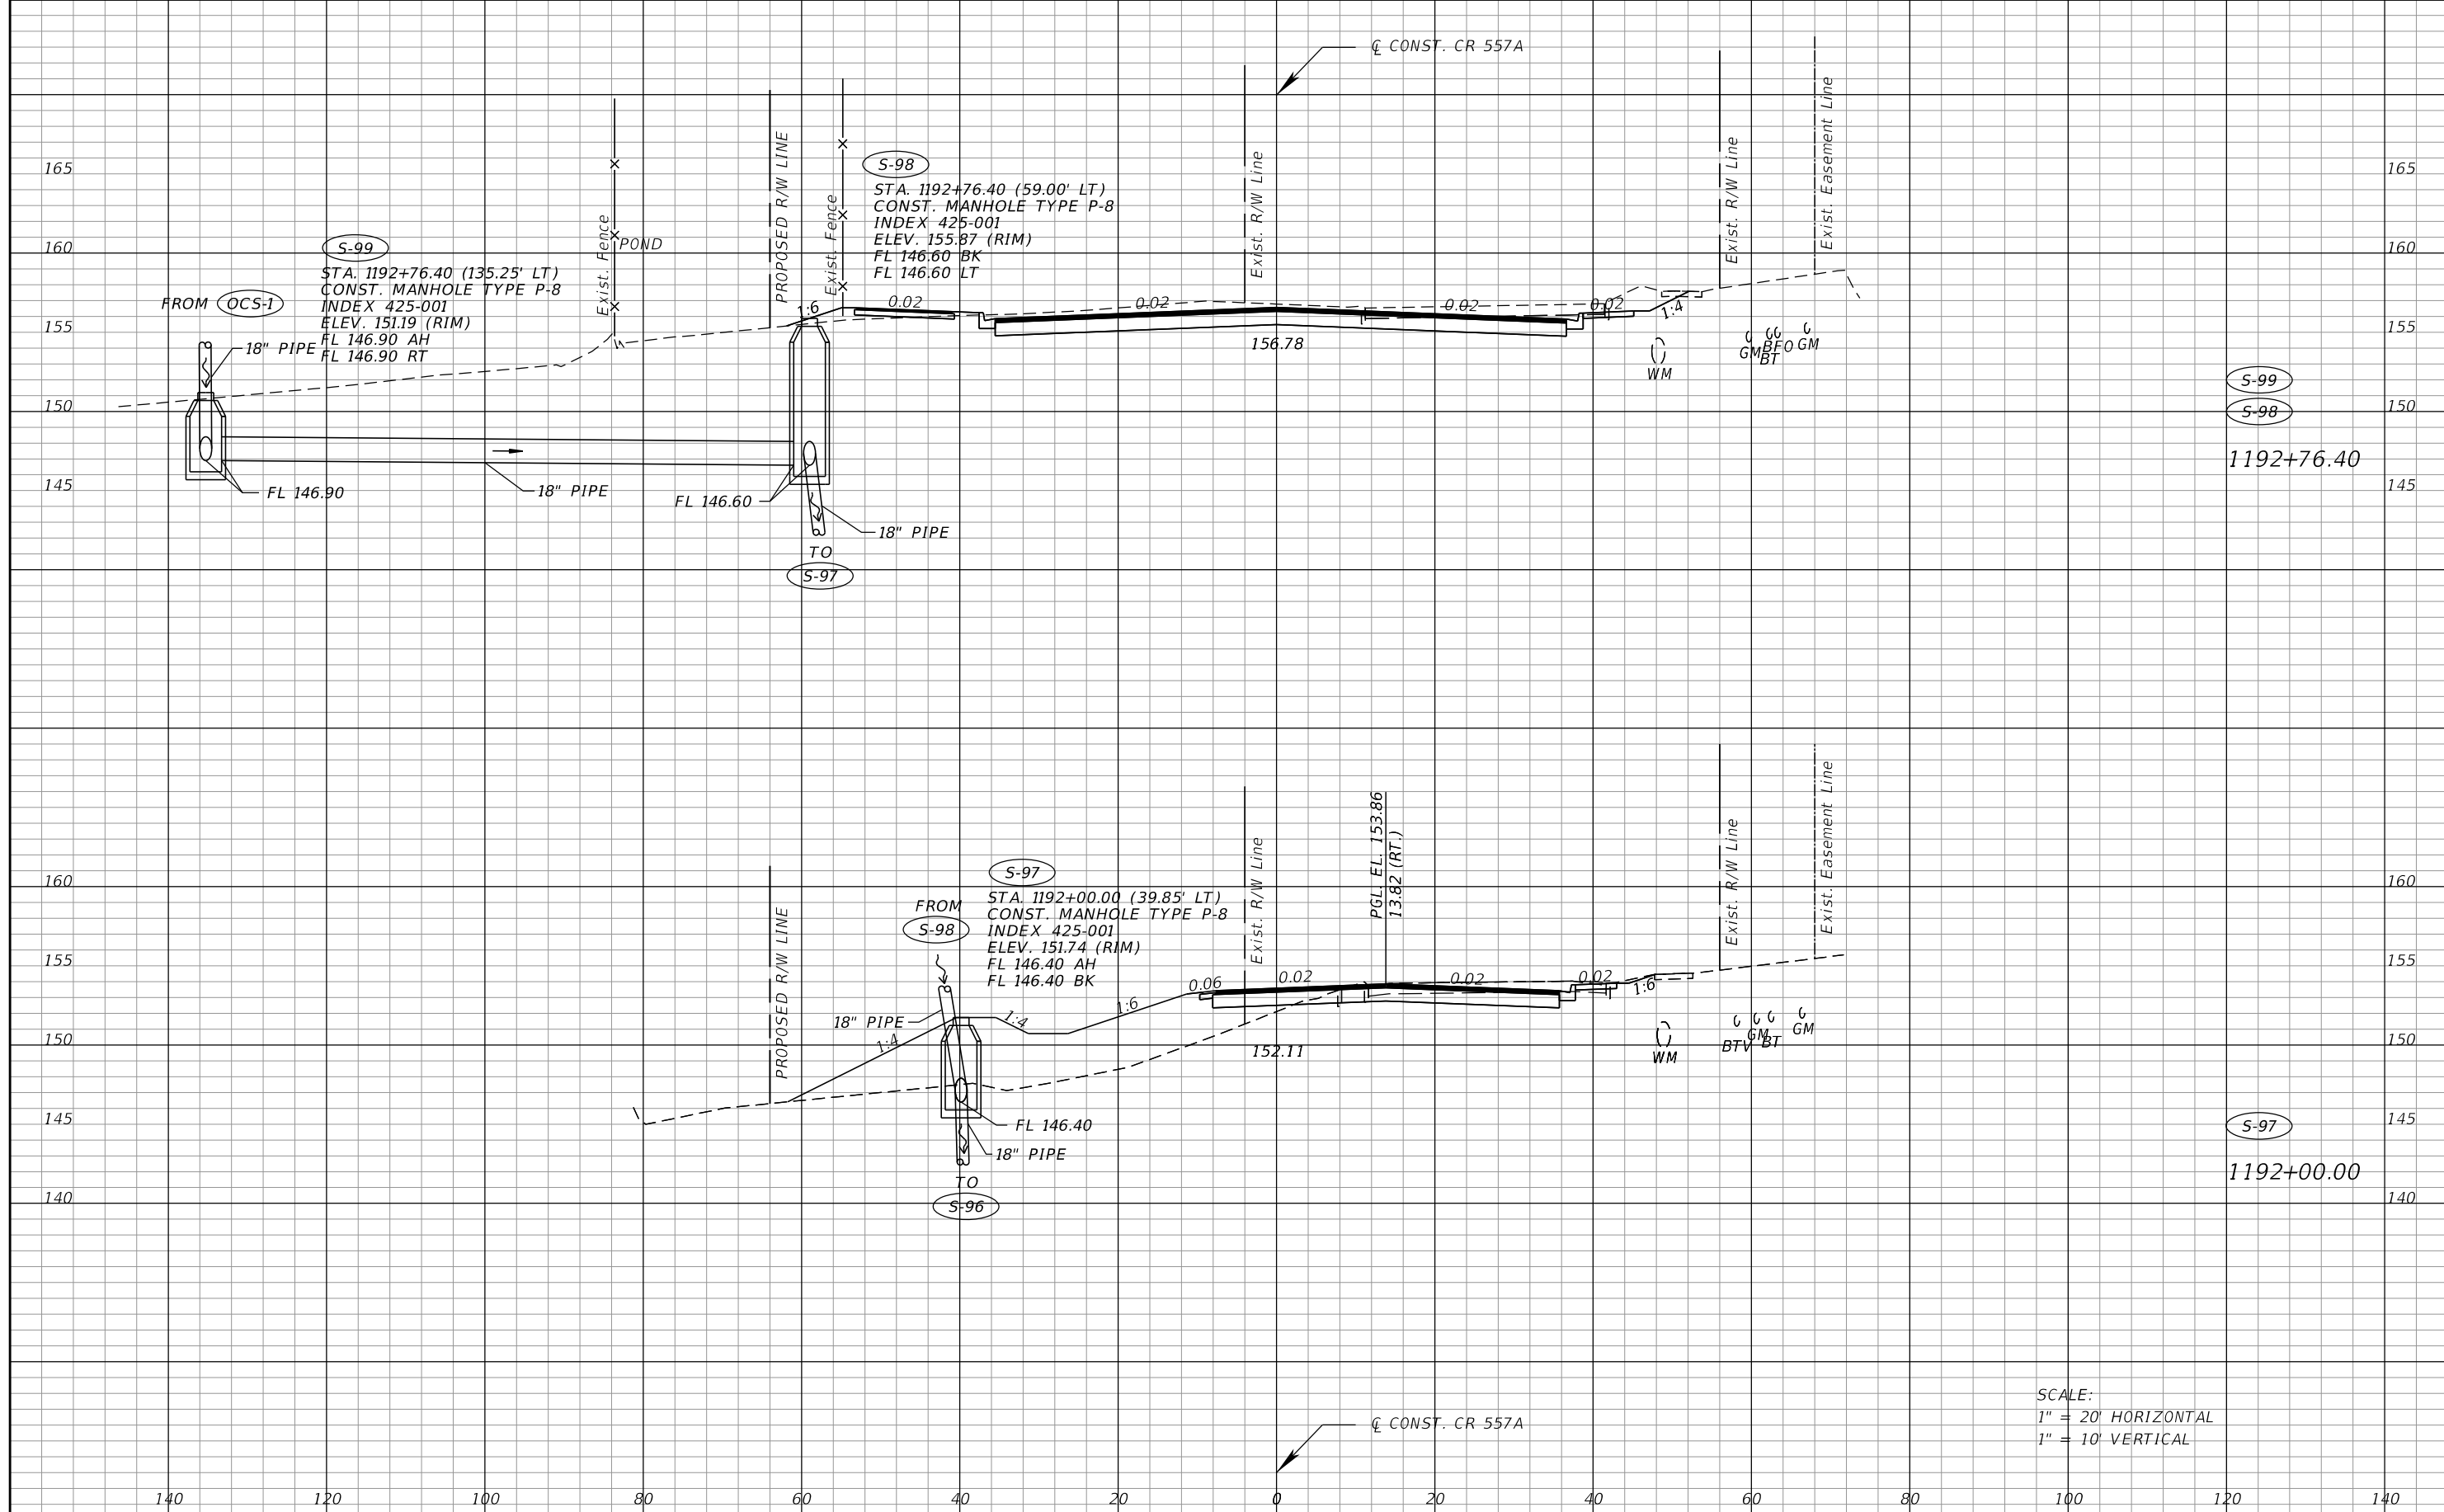 ℄ CONST. CR 557A
165
160
155
150
145
S-99
STA. 1192+76.40 (135.25' LT)
CONST. MANHOLE TYPE P-8
INDEX 425-001
ELEV. 151.19 (RIM)
FL 146.90 AH
FL 146.90 RT
FROM OCS-1
18" PIPE
FL 146.90
18" PIPE
Exist. Fence
POND
PROPOSED R/W LINE
Exist. Fence
S-98
STA. 1192+76.40 (59.00' LT)
CONST. MANHOLE TYPE P-8
INDEX 425-001
ELEV. 155.87 (RIM)
FL 146.60 BK
FL 146.60 LT
1:6
0.02
0.02
0.02
0.02
1:4
156.78
Exist. R/W Line
Exist. R/W Line
Exist. Easement Line
WM
GM
BFO
BT
GM
FL 146.60
18" PIPE
TO
S-97
165
160
155
150
145
S-99
S-98
1192+76.40
160
155
150
145
140
PROPOSED R/W LINE
FROM
S-98
S-97
STA. 1192+00.00 (39.85' LT)
CONST. MANHOLE TYPE P-8
INDEX 425-001
ELEV. 151.74 (RIM)
FL 146.40 AH
FL 146.40 BK
18" PIPE
1:4
1:4
1:6
0.06
0.02
0.02
0.02
1:6
Exist. R/W Line
PGL. EL. 153.86
13.82 (RT.)
Exist. R/W Line
Exist. Easement Line
152.11
WM
BTV
GM
BT
GM
FL 146.40
18" PIPE
TO
S-96
160
155
150
145
140
S-97
1192+00.00
℄ CONST. CR 557A
SCALE:
1" = 20' HORIZONTAL
1" = 10' VERTICAL
140
120
100
80
60
40
20
0
20
40
60
80
100
120
140